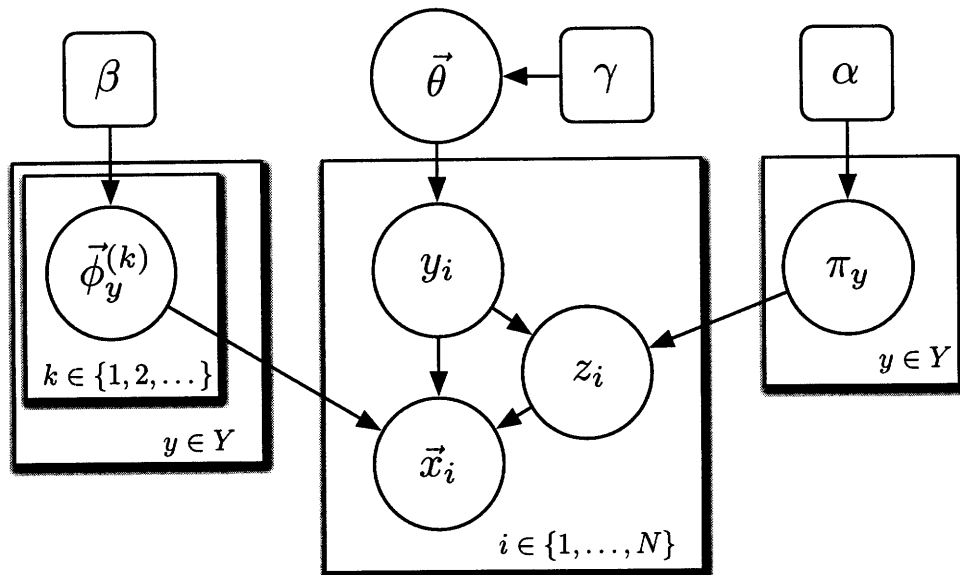 β
θ⃗
γ
α
ϕ⃗_y^{(k)}
k ∈ {1, 2, …}
y ∈ Y
y_i
z_i
x⃗_i
i ∈ {1, …, N}
π_y
y ∈ Y